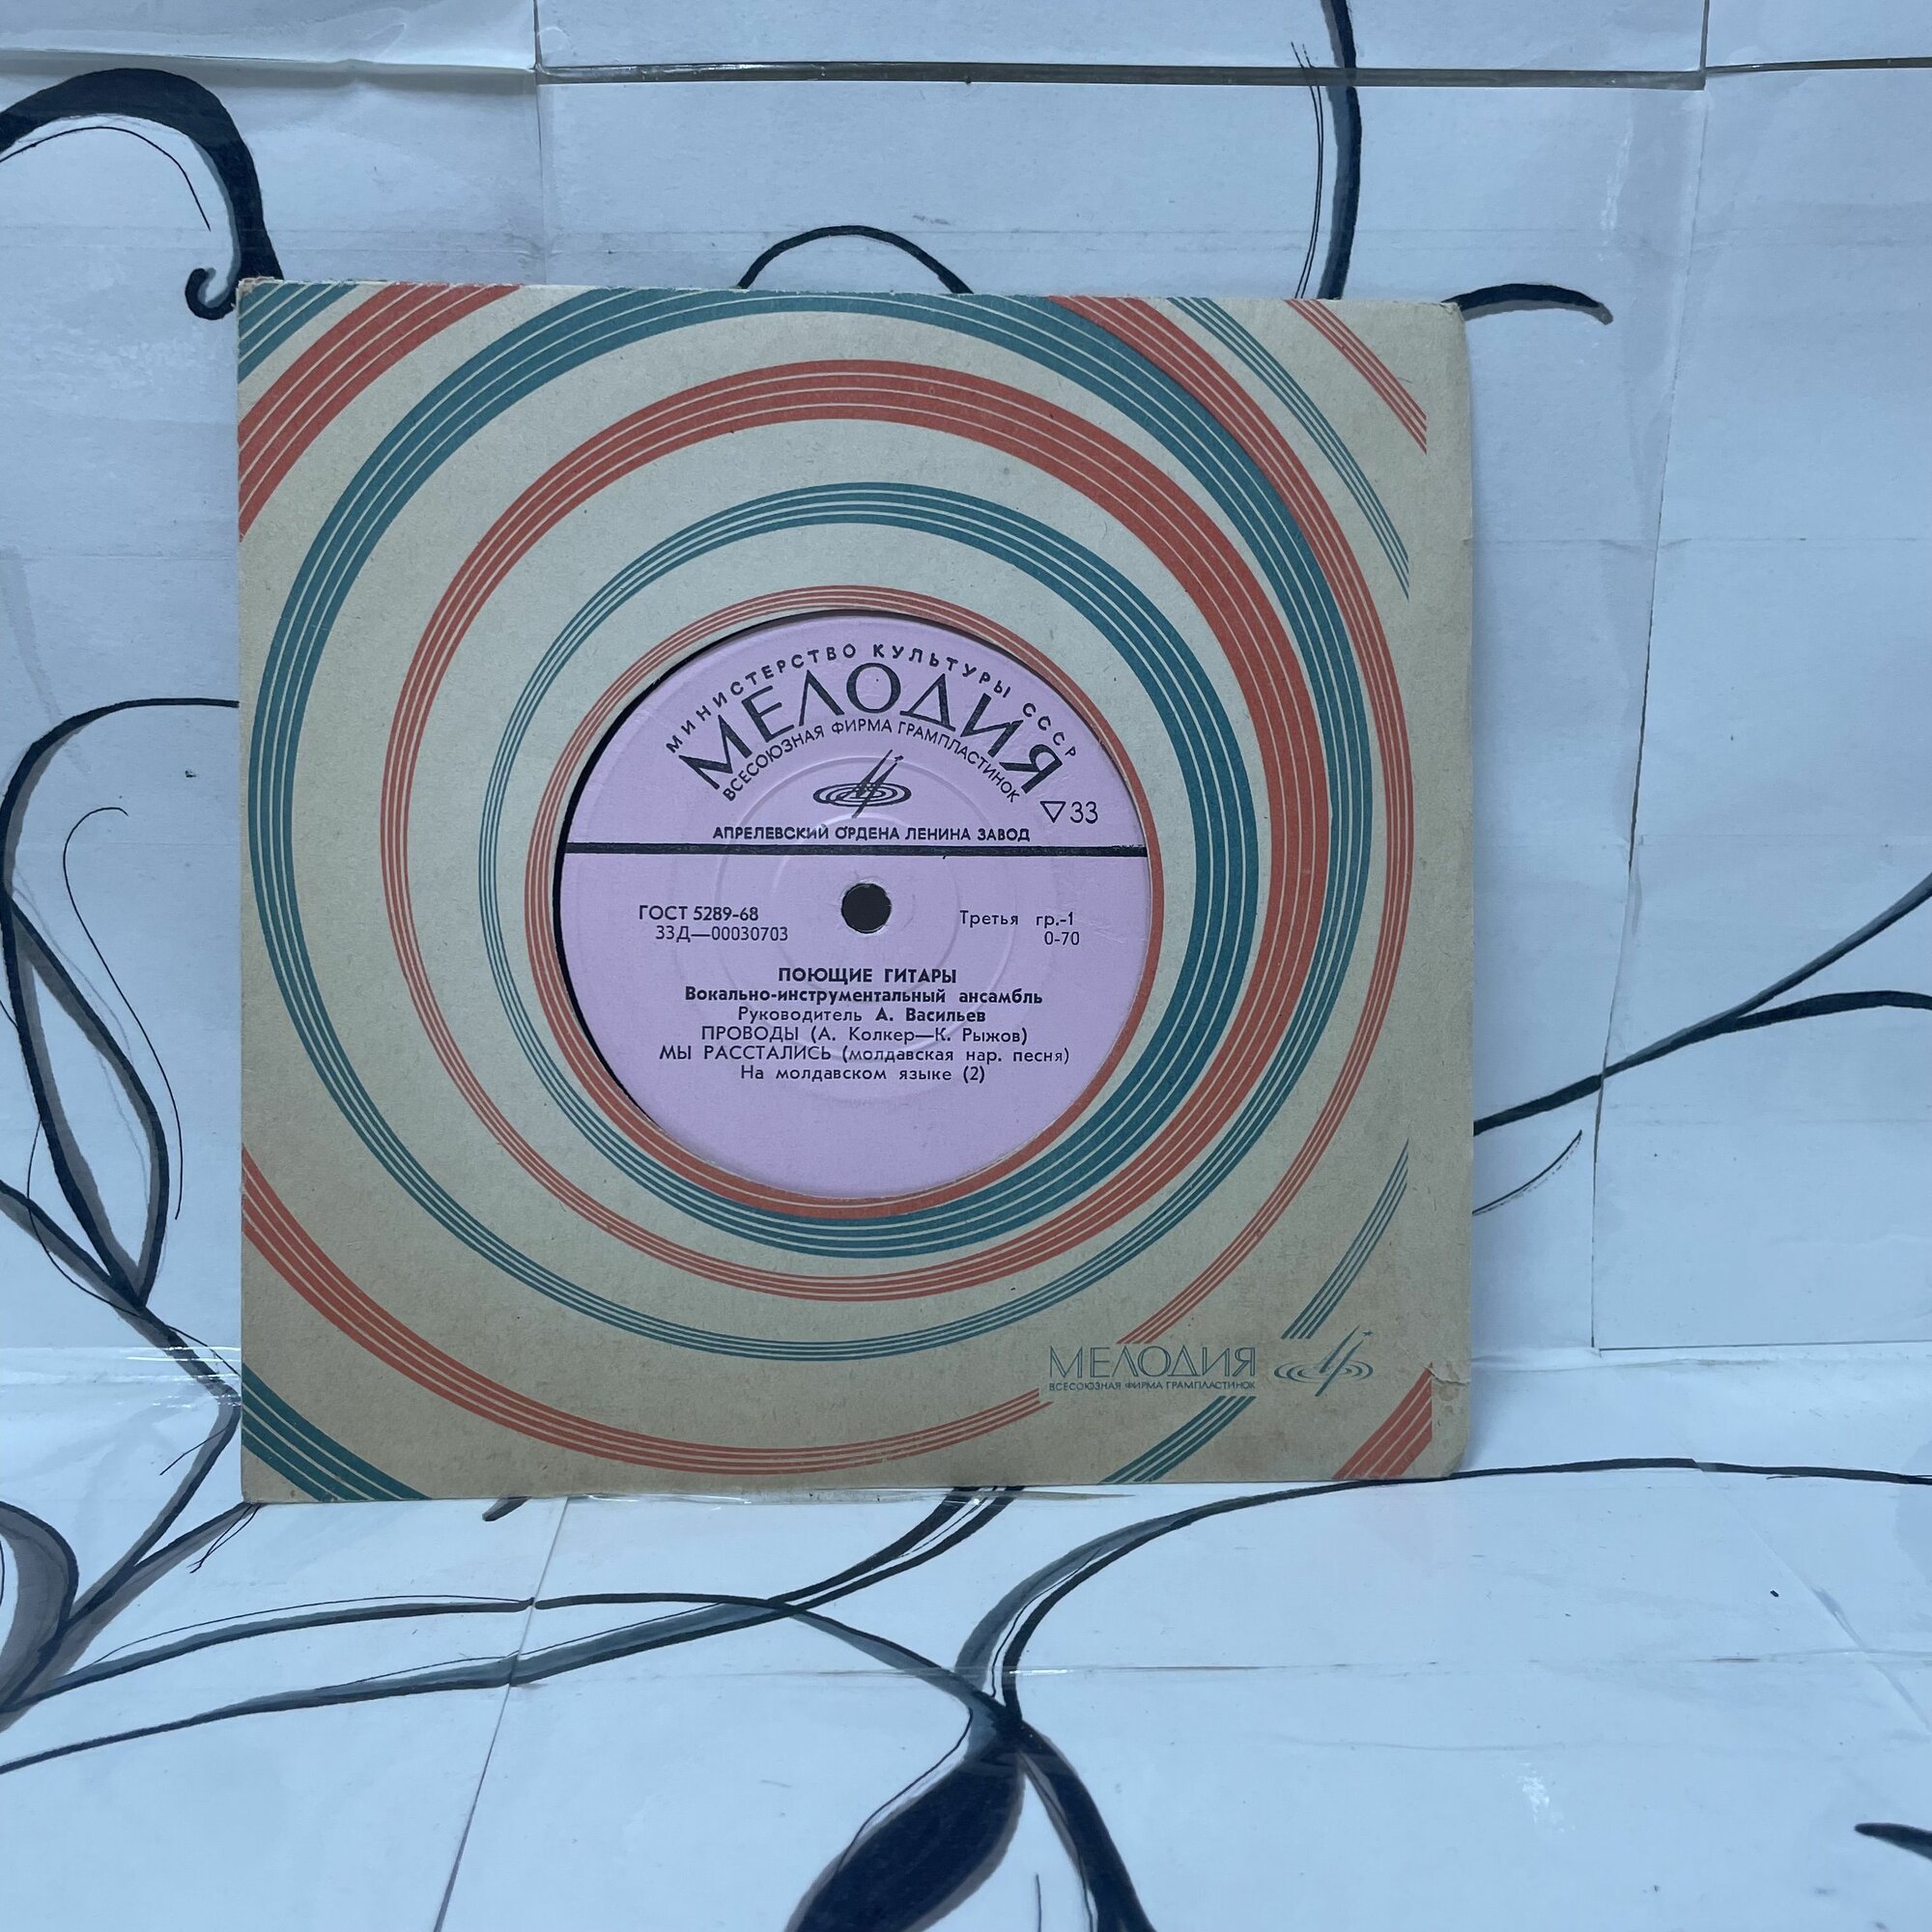 МИНИСТЕРСТВО КУЛЬТУРЫ СССР
МЕЛОДИЯ
ВСЕСОЮЗНАЯ ФИРМА ГРАМПЛАСТИНОК
▽33
АПРЕЛЕВСКИЙ ОРДЕНА ЛЕНИНА ЗАВОД
ГОСТ 5289-68 Третья гр.-1
33Д—00030703 0-70
ПОЮЩИЕ ГИТАРЫ
Вокально-инструментальный ансамбль
Руководитель А. Васильев
ПРОВОДЫ (А. Колкер—К. Рыжов)
МЫ РАССТАЛИСЬ (молдавская нар. песня)
На молдавском языке (2)
МЕЛОДИЯ
ВСЕСОЮЗНАЯ ФИРМА ГРАМПЛАСТИНОК